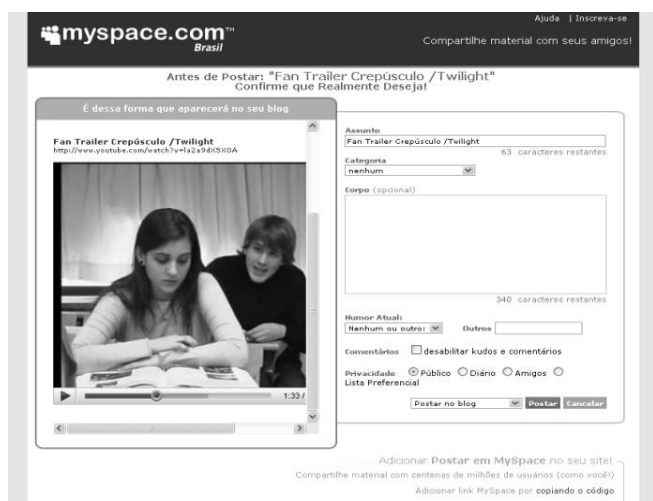 Ajuda | Inscreva-se
myspace.com™
Brasil
Compartilhe material com seus amigos!
Antes de Postar: "Fan Trailer Crepúsculo /Twilight"
Confirme que Realmente Deseja!
É dessa forma que aparecerá no seu blog
Fan Trailer Crepúsculo /Twilight
http://www.youtube.com/watch?v=la2a9dX5X0A
1:33 /
Assunto
Fan Trailer Crepúsculo /Twilight
63 caracteres restantes
Categoria
nenhum
Corpo (opcional)
340 caracteres restantes
Humor Atual:
Nenhum ou outro:
Outros
Comentários
desabilitar kudos e comentários
Privacidade Público Diário Amigos
Lista Preferencial
Postar no blog Postar Cancelar
Adicionar Postar em MySpace no seu site!
Compartilhe material com centenas de milhões de usuários (como você!)
Adicionar link MySpace por copiando o código